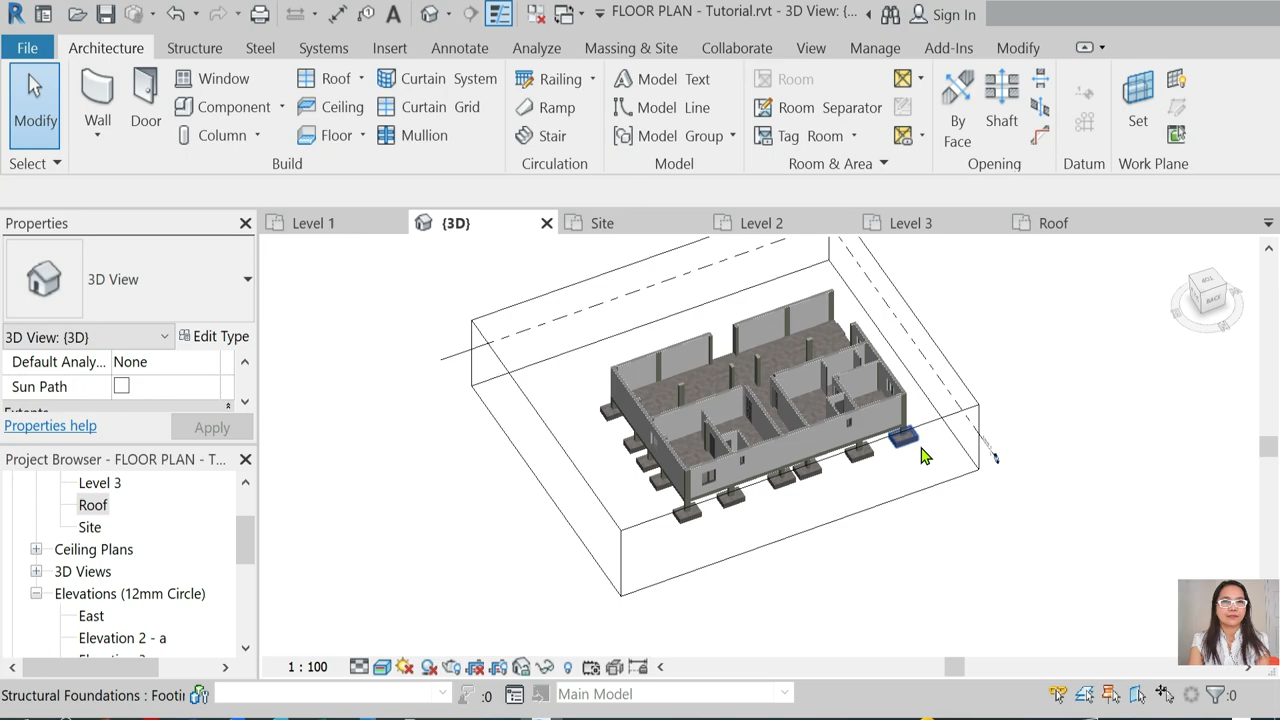 FLOOR PLAN - Tutorial.rvt - 3D View: {...
Sign In
File
Architecture
Structure
Steel
Systems
Insert
Annotate
Analyze
Massing & Site
Collaborate
View
Manage
Add-Ins
Modify
Modify
Wall
Door
Window
Component
Column
Roof
Ceiling
Floor
Curtain System
Curtain Grid
Mullion
Railing
Ramp
Stair
Model Text
Model Line
Model Group
Room
Room Separator
Tag Room
By Face
Shaft
Set
Select
Build
Circulation
Model
Room & Area
Opening
Datum
Work Plane
Properties
Level 1
{3D}
Site
Level 2
Level 3
Roof
3D View
3D View: {3D}
Edit Type
Default Analy... None
Sun Path
Properties help
Apply
Project Browser - FLOOR PLAN - T...
Level 3
Roof
Site
Ceiling Plans
3D Views
Elevations (12mm Circle)
East
Elevation 2 - a
BACK
1 : 100
Structural Foundations : Footin
:0
Main Model
:0